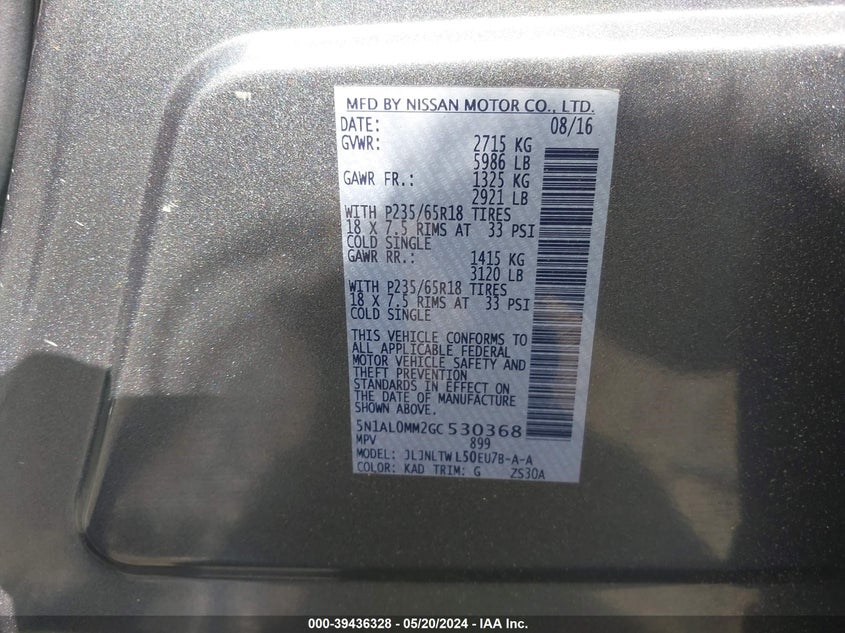 MFD BY NISSAN MOTOR CO., LTD.
DATE: 08/16
GVWR: 2715 KG
5986 LB
GAWR FR.: 1325 KG
2921 LB
WITH P235/65R18 TIRES
18 X 7.5 RIMS AT 33 PSI
COLD SINGLE
GAWR RR.: 1415 KG
3120 LB
WITH P235/65R18 TIRES
18 X 7.5 RIMS AT 33 PSI
COLD SINGLE
THIS VEHICLE CONFORMS TO
ALL APPLICABLE FEDERAL
MOTOR VEHICLE SAFETY AND
THEFT PREVENTION
STANDARDS IN EFFECT ON
THE DATE OF MANUFACTURE
SHOWN ABOVE.
5N1AL0MM2GC530368
MPV 899
MODEL: JLJNLTWL50EU7B-A-A
COLOR: KAD TRIM: G ZS30A
000-39436328 - 05/20/2024 - IAA Inc.